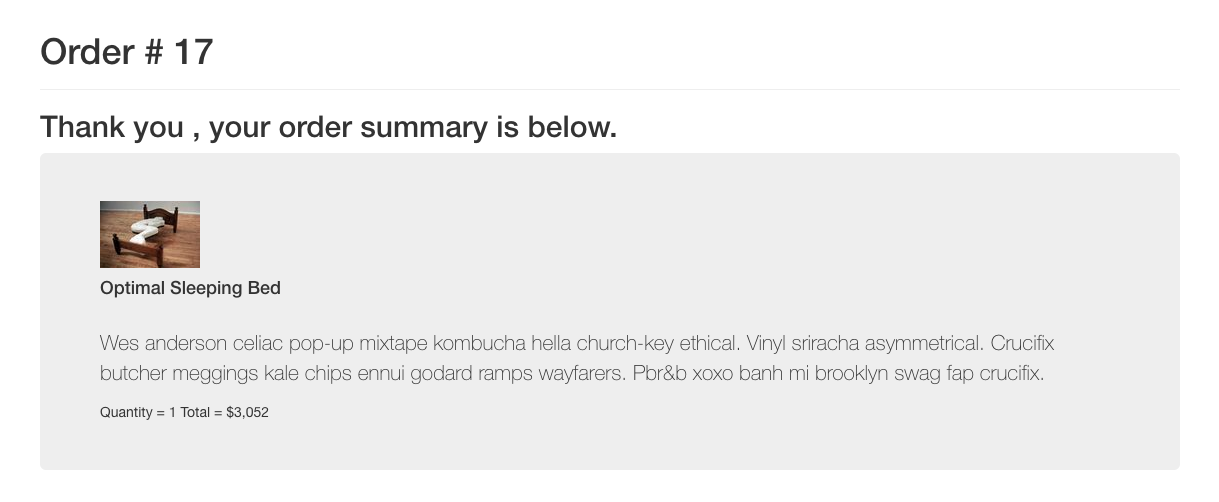 Order # 17
Thank you , your order summary is below.
Optimal Sleeping Bed
Wes anderson celiac pop-up mixtape kombucha hella church-key ethical. Vinyl sriracha asymmetrical. Crucifix
butcher meggings kale chips ennui godard ramps wayfarers. Pbr&b xoxo banh mi brooklyn swag fap crucifix.
Quantity = 1 Total = $3,052